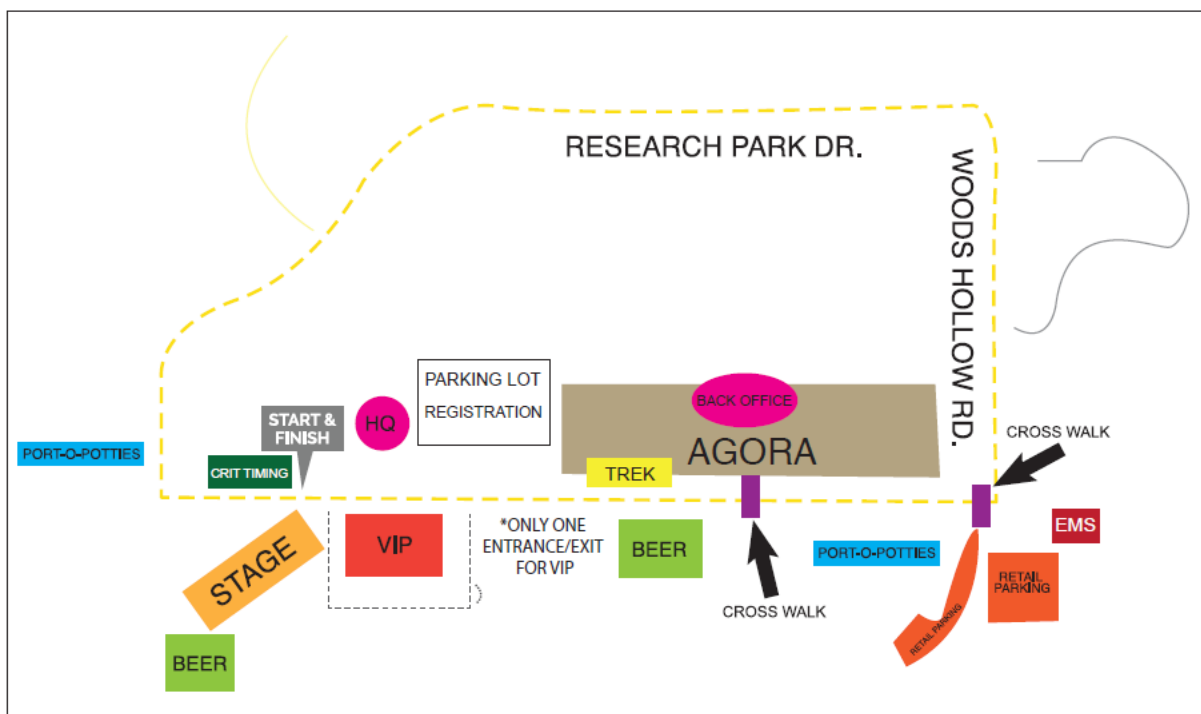 RESEARCH PARK DR.
WOODS HOLLOW RD.
PARKING LOT
REGISTRATION
BACK OFFICE
START &
FINISH
HQ
CROSS WALK
PORT-O-POTTIES
CRIT TIMING
TREK
AGORA
STAGE
VIP
*ONLY ONE
ENTRANCE/EXIT
FOR VIP
BEER
PORT-O-POTTIES
EMS
RETAIL
PARKING
RETAIL PARKING
CROSS WALK
BEER